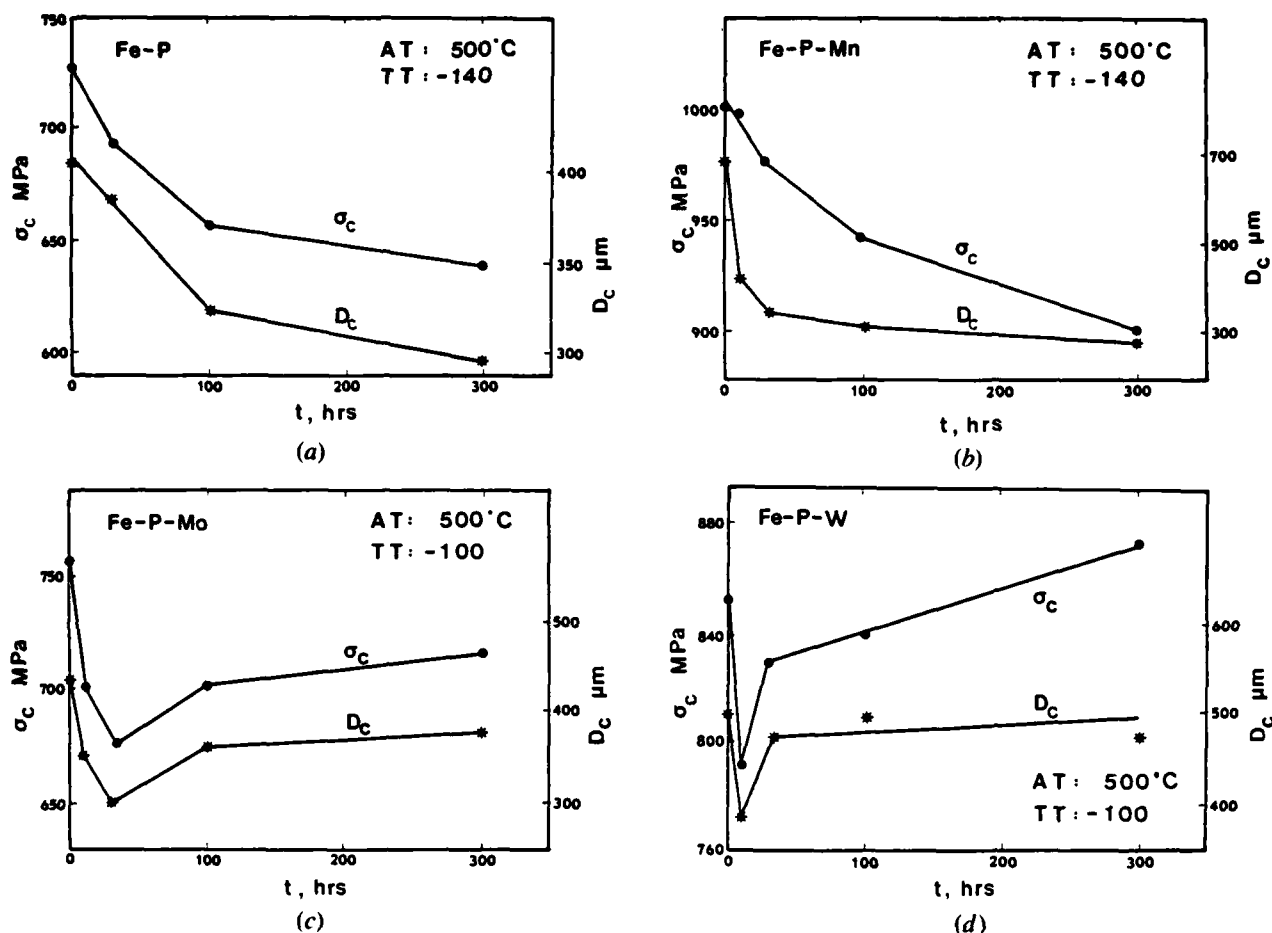 Fe-P
AT: 500°C
TT: -140
750
700
650
600
σc MPa
400
350
300
Dc μm
σc
Dc
0
100
200
300
t, hrs
(a)
Fe-P-Mn
AT: 500°C
TT: -140
1000
950
900
σc MPa
700
500
300
Dc μm
σc
Dc
0
100
200
300
t, hrs
(b)
Fe-P-Mo
AT: 500°C
TT: -100
750
700
650
σc MPa
500
400
300
Dc μm
σc
Dc
0
100
200
300
t, hrs
(c)
Fe-P-W
880
840
800
760
σc MPa
600
500
400
Dc μm
σc
Dc
AT: 500°C
TT: -100
0
100
200
300
t, hrs
(d)